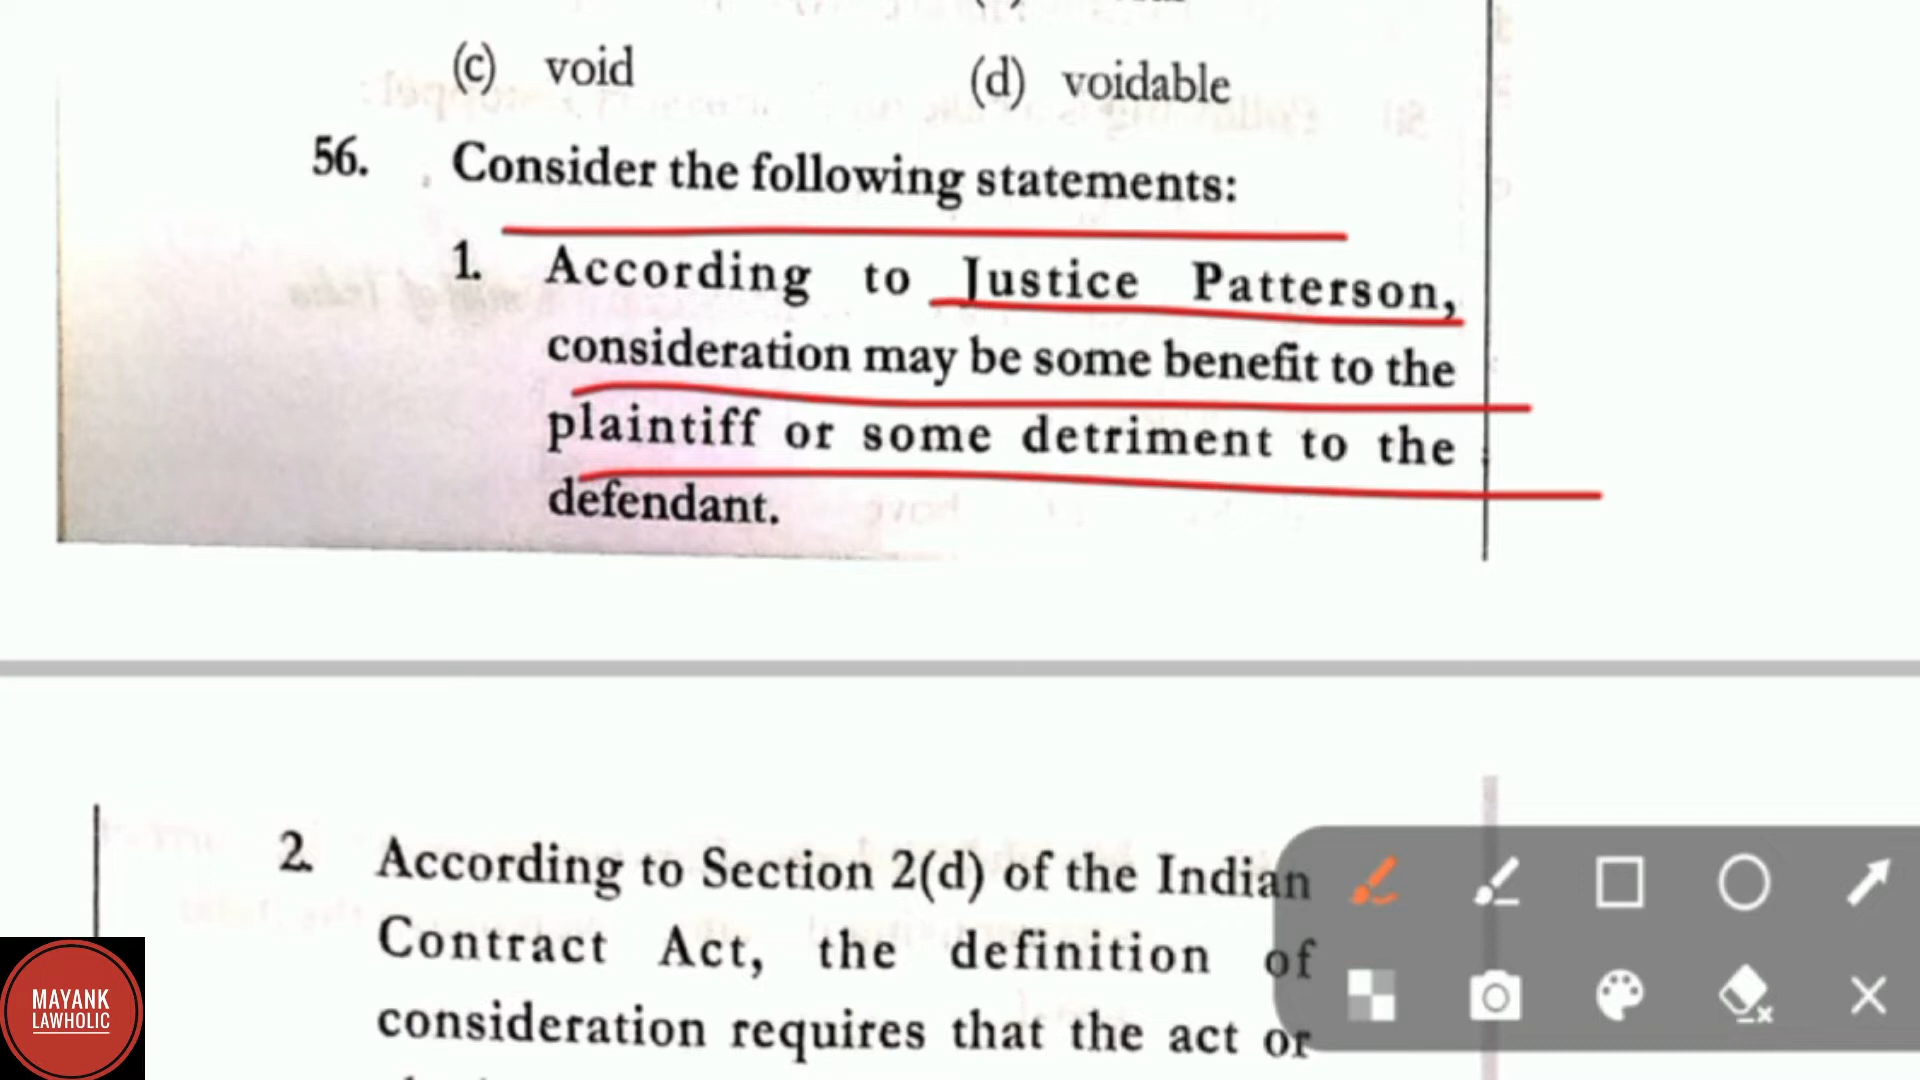 (c) void (d) voidable
56. Consider the following statements:
1. According to Justice Patterson,
consideration may be some benefit to the
plaintiff or some detriment to the
defendant.
2. According to Section 2(d) of the Indian
Contract Act, the definition of
consideration requires that the act or
MAYANK
LAWHOLIC